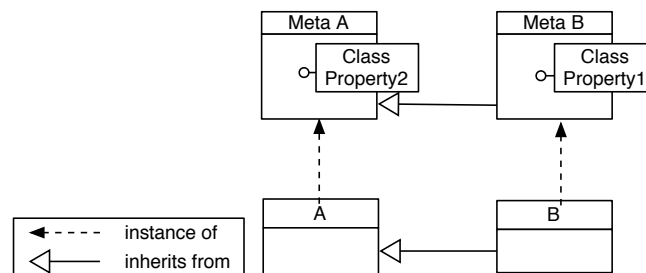 Meta A
Meta B
Class
Property2
Class
Property1
A
B
instance of
inherits from